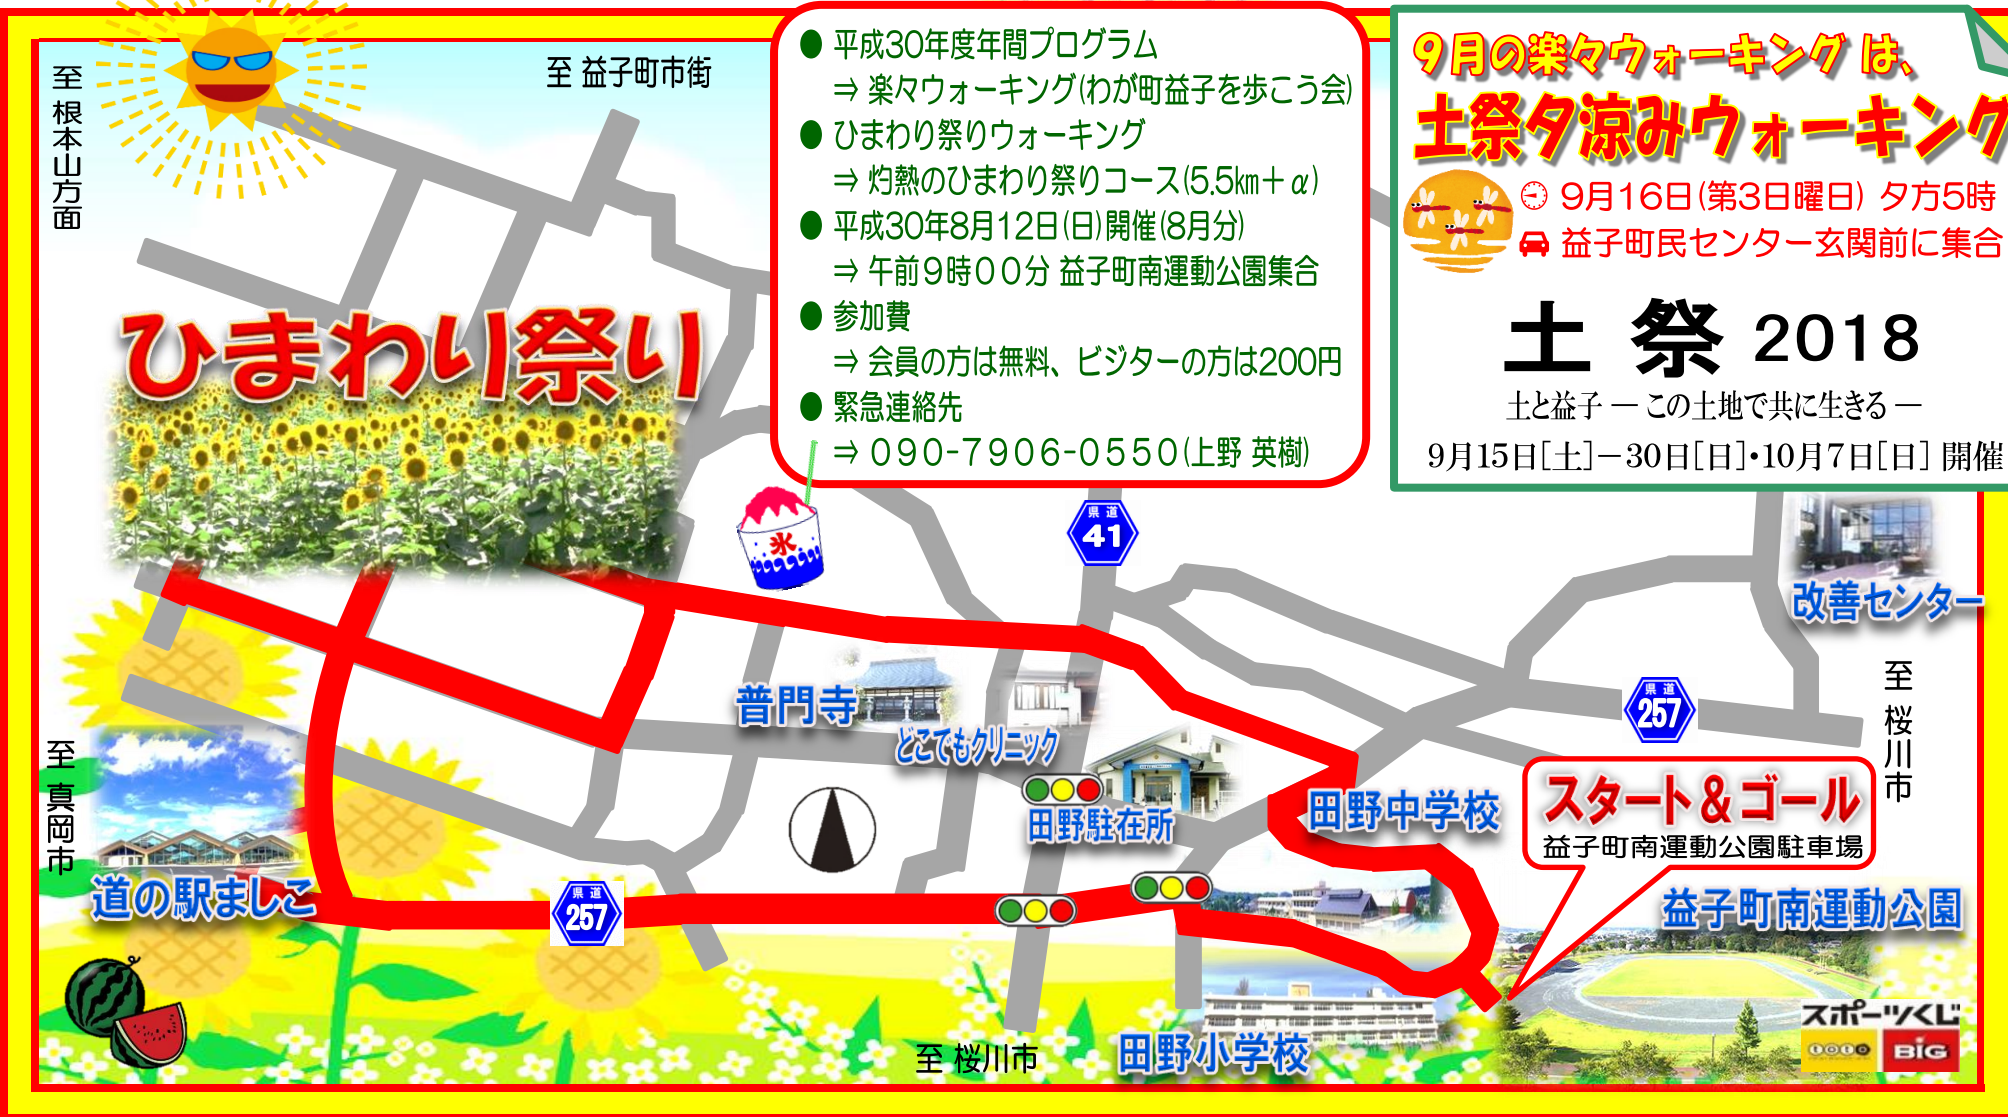 至 根本山方面
至 益子町市街
● 平成30年度年間プログラム
⇒ 楽々ウォーキング(わが町益子を歩こう会)
● ひまわり祭りウォーキング
⇒ 灼熱のひまわり祭りコース(5.5㎞＋α)
● 平成30年8月12日(日)開催(8月分)
⇒ 午前９時００分 益子町南運動公園集合
● 参加費
⇒ 会員の方は無料、ビジターの方は200円
● 緊急連絡先
⇒ ０９０-７９０６-０５５０(上野 英樹)
9月の楽々ウォーキング は、
土祭夕涼みウォーキング
9月16日(第3日曜日) 夕方5時
益子町民センター玄関前に集合
土 祭 2018
土と益子 ― この土地で共に生きる ―
9月15日[土]－30日[日]・10月7日[日] 開催
ひまわり祭り
氷
県道
41
改善センター
県道
257
至 桜川市
普門寺
どこでもクリニック
田野駐在所
田野中学校
スタート＆ゴール
益子町南運動公園駐車場
益子町南運動公園
至 真岡市
道の駅ましこ
県道
257
田野小学校
至 桜川市
スポーツくじ
toto
BIG